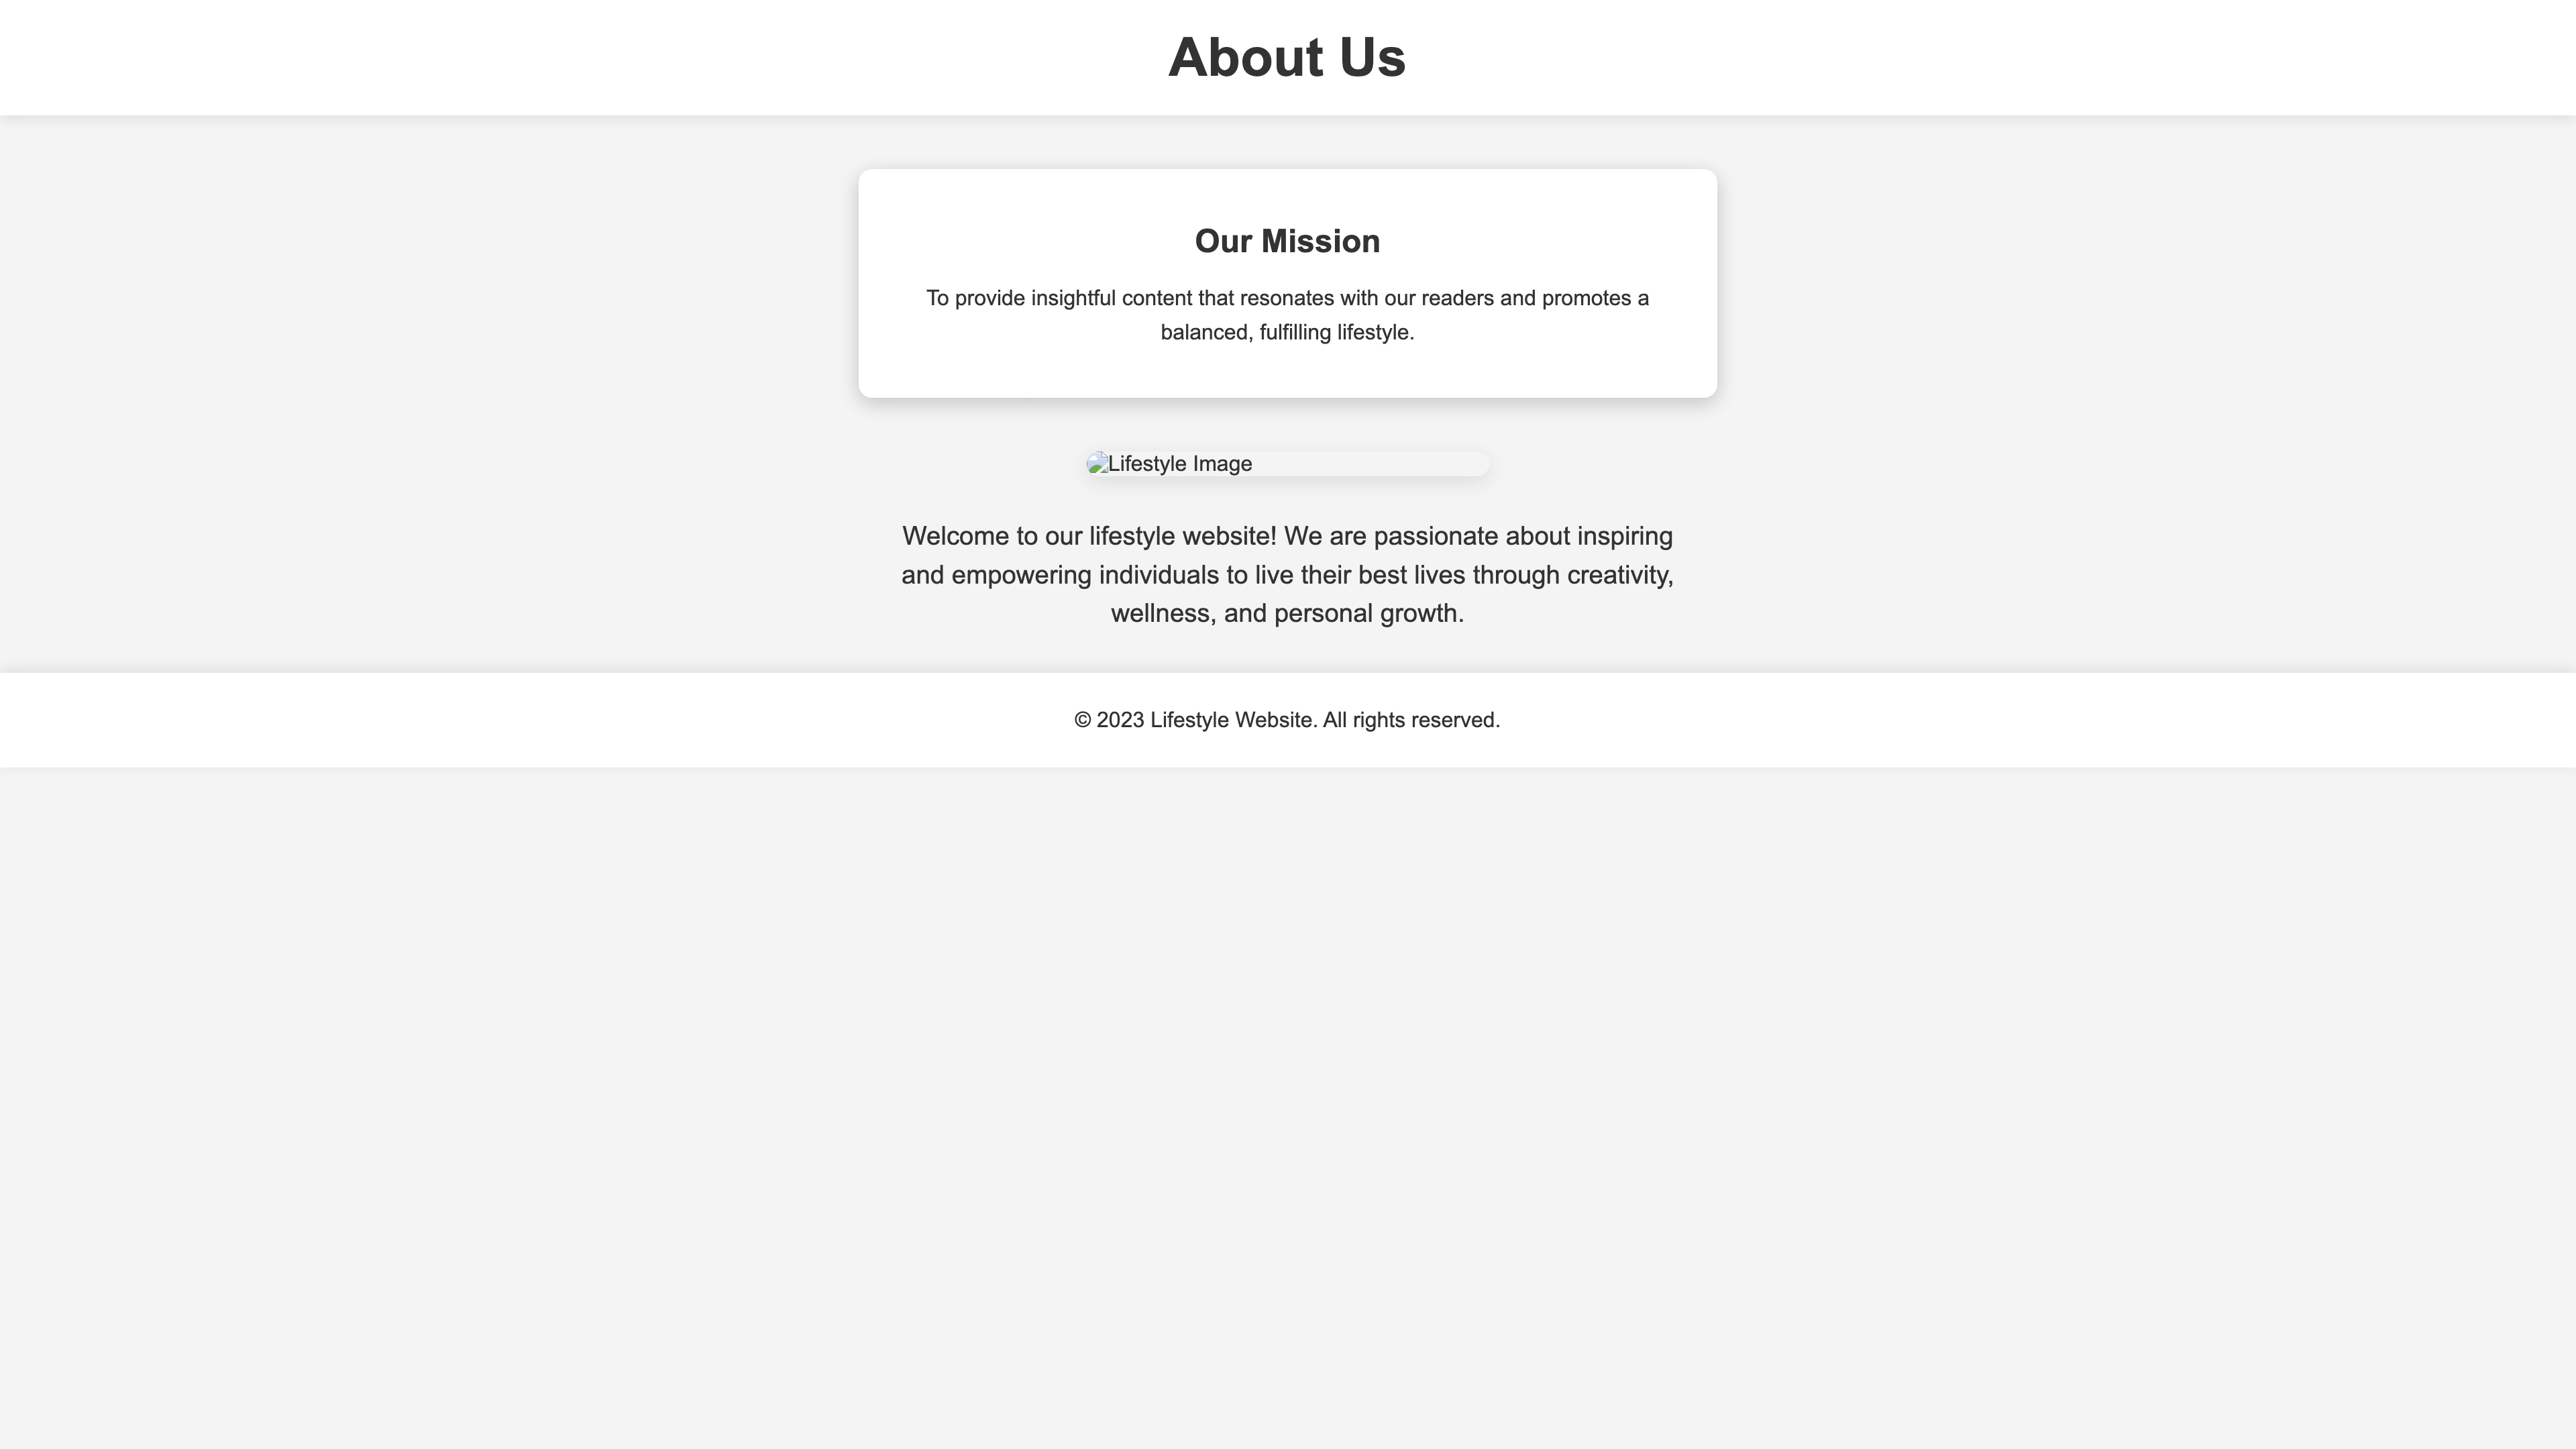 About Us
Our Mission
To provide insightful content that resonates with our readers and promotes a
balanced, fulfilling lifestyle.
Lifestyle Image
Welcome to our lifestyle website! We are passionate about inspiring
and empowering individuals to live their best lives through creativity,
wellness, and personal growth.
© 2023 Lifestyle Website. All rights reserved.